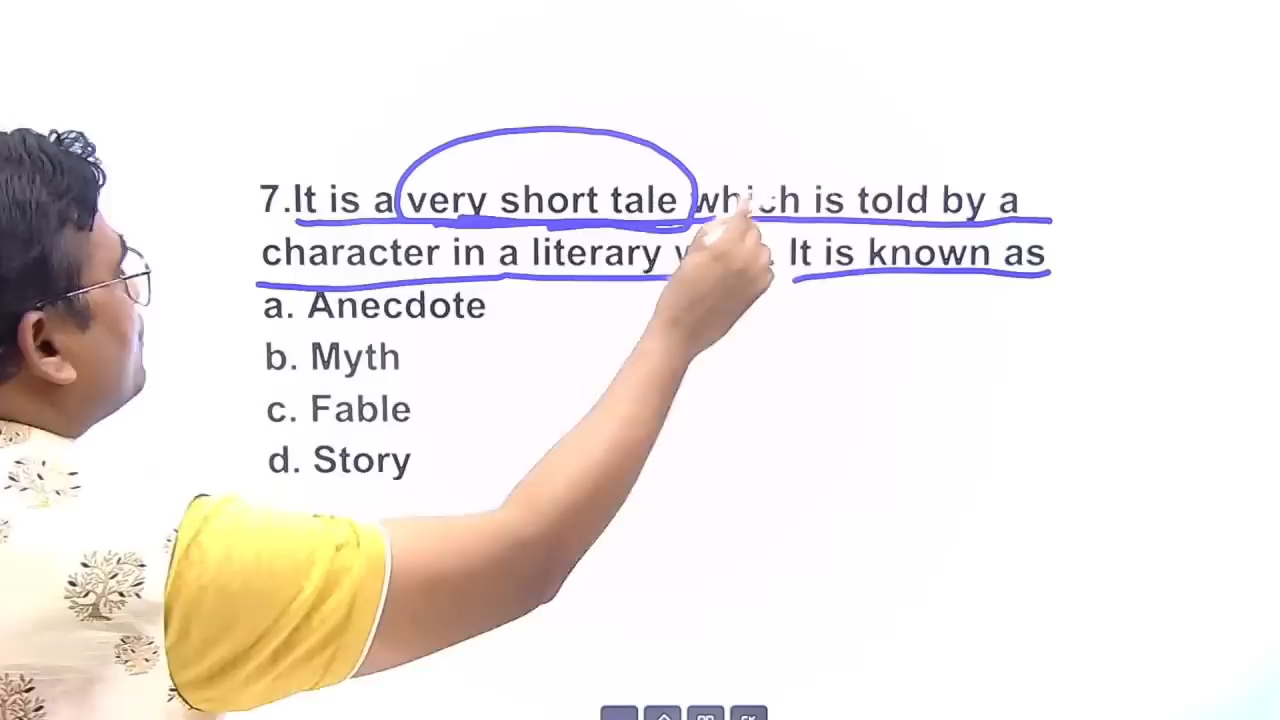 7.It is a very short tale which is told by a
character in a literary . It is known as
a. Anecdote
b. Myth
c. Fable
d. Story